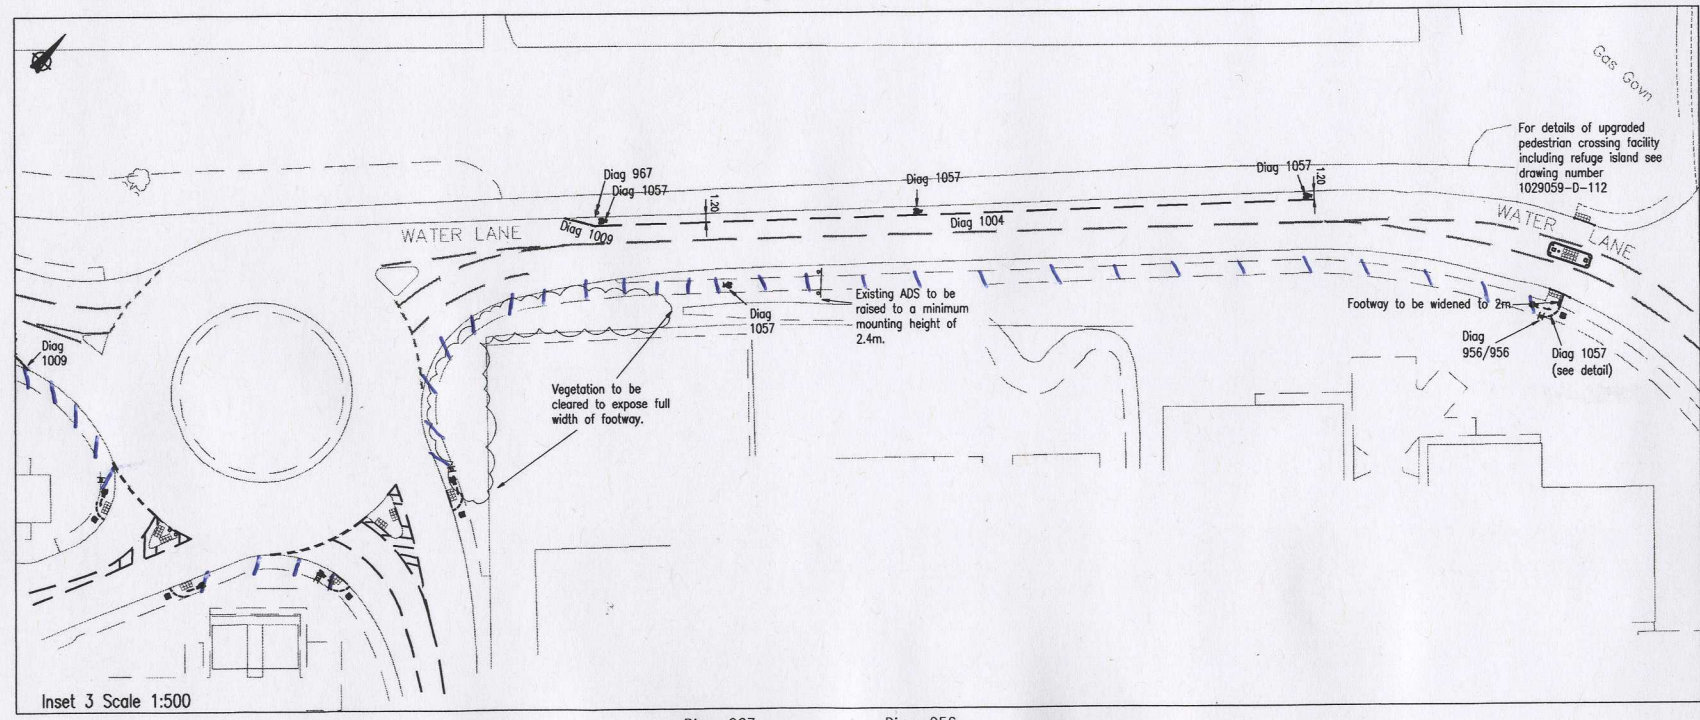 Gas Govn
For details of upgraded
pedestrian crossing facility
including refuge island see
drawing number
1029059-D-112
Diag 967
Diag 1057
Diag 1057
Diag 1057
1.20
1.20
WATER LANE
Diag 1009
Diag 1004
WATER LANE
Existing ADS to be
raised to a minimum
mounting height of
2.4m.
Diag
1057
Footway to be widened to 2m
Diag
956/956
Diag 1057
(see detail)
Diag
1009
Vegetation to be
cleared to expose full
width of footway.
Inset 3 Scale 1:500